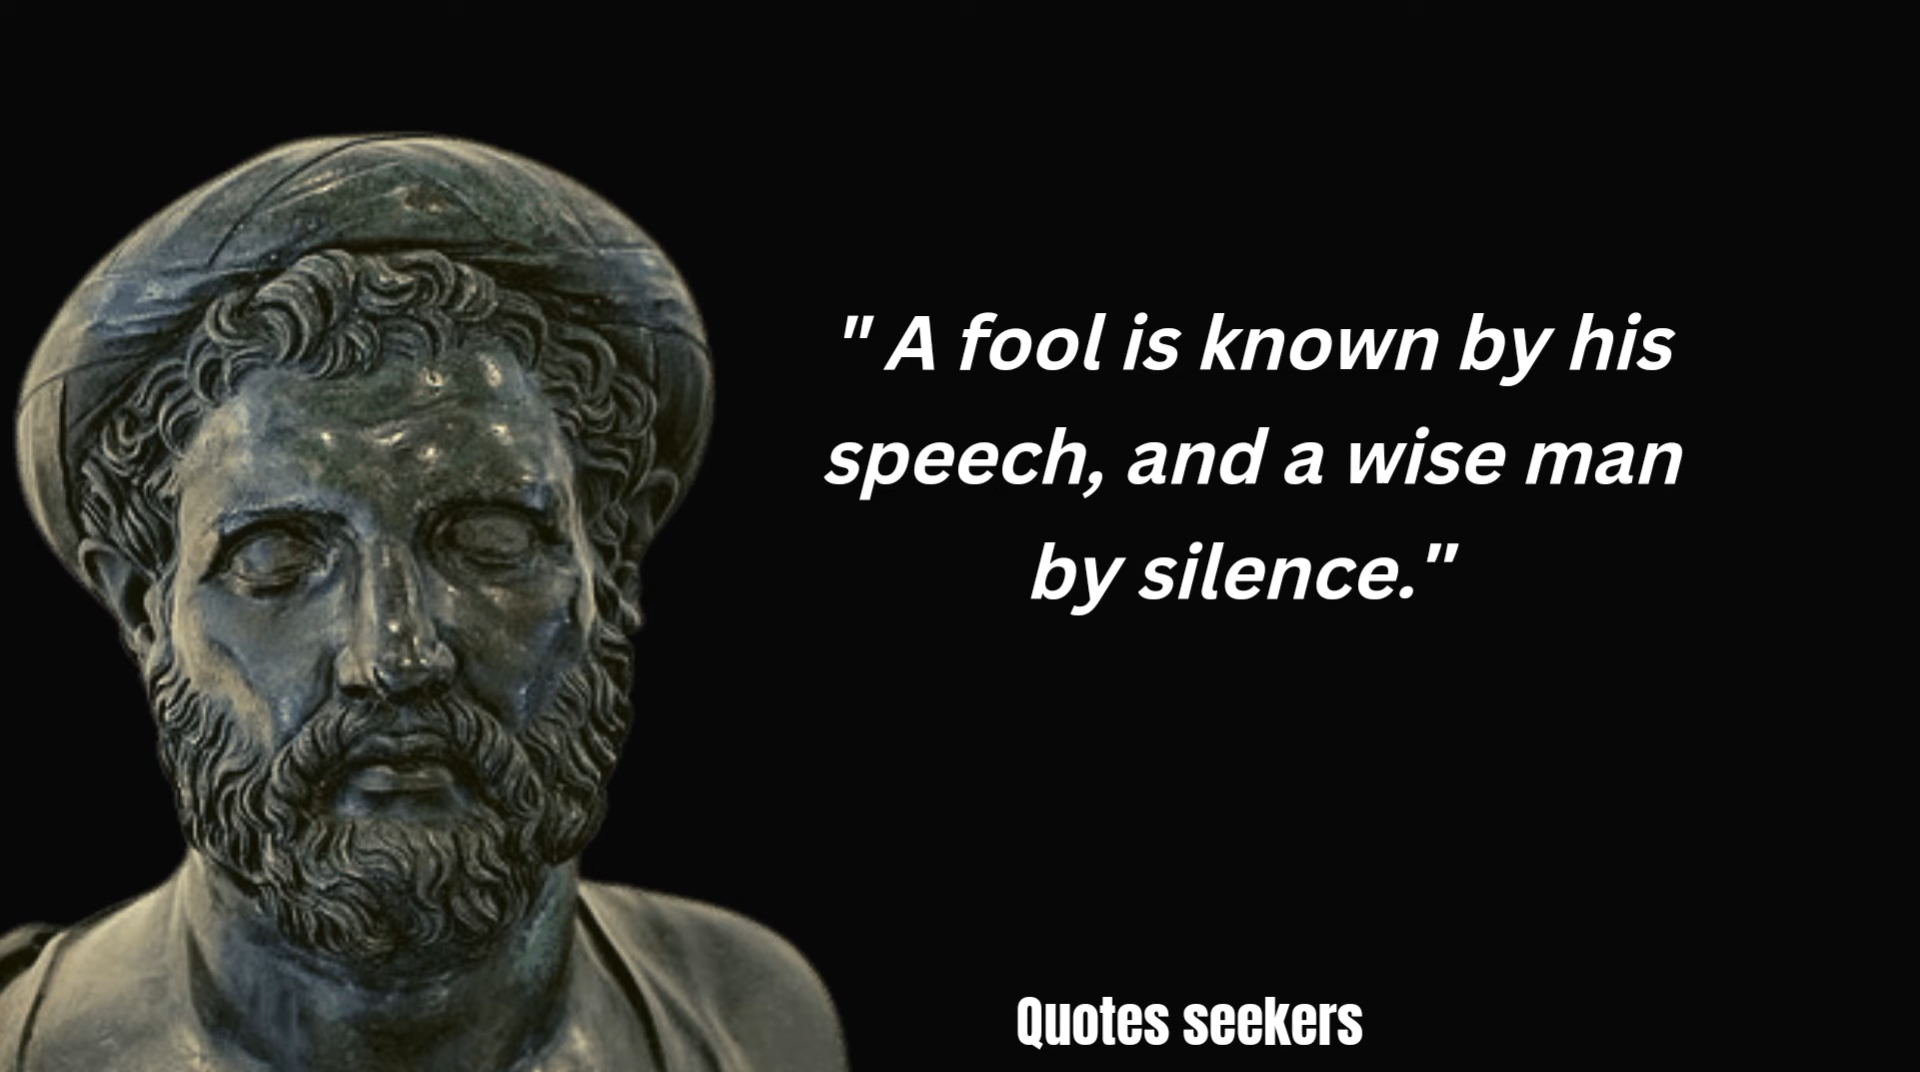 " A fool is known by his
speech, and a wise man
by silence."
Quotes seekers